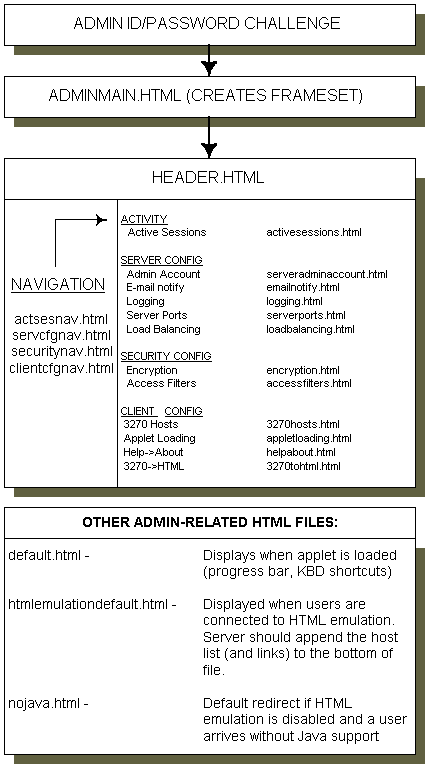 ADMIN ID/PASSWORD CHALLENGE
ADMINMAIN.HTML (CREATES FRAMESET)
HEADER.HTML
NAVIGATION
actsesnav.html
servcfgnav.html
securitynav.html
clientcfgnav.html
ACTIVITY
Active Sessions activesessions.html
SERVER CONFIG
Admin Account serveradminaccount.html
E-mail notify emailnotify.html
Logging logging.html
Server Ports serverports.html
Load Balancing loadbalancing.html
SECURITY CONFIG
Encryption encryption.html
Access Filters accessfilters.html
CLIENT CONFIG
3270 Hosts 3270hosts.html
Applet Loading appletloading.html
Help->About helpabout.html
3270->HTML 3270tohtml.html
OTHER ADMIN-RELATED HTML FILES:
default.html - Displays when applet is loaded
(progress bar, KBD shortcuts)
htmlemulationdefault.html - Displayed when users are
connected to HTML emulation.
Server should append the host
list (and links) to the bottom of
file.
nojava.html - Default redirect if HTML
emulation is disabled and a user
arrives without Java support